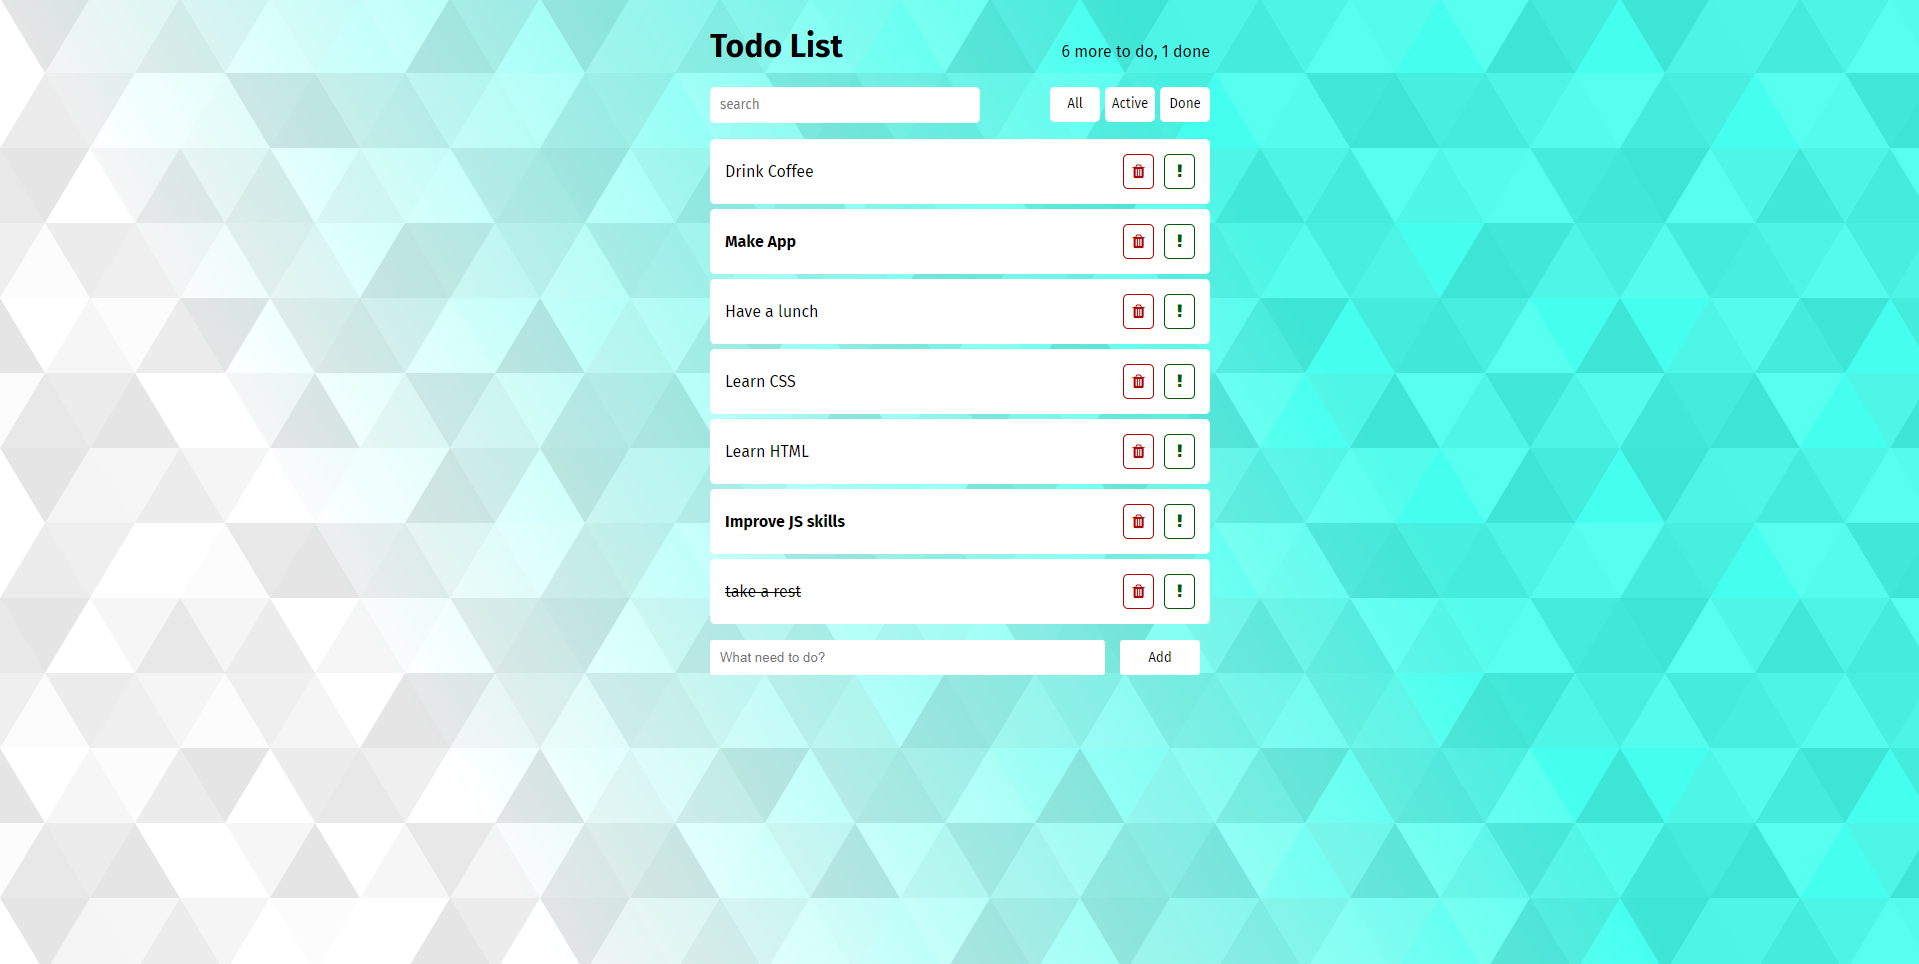 Todo List
6 more to do, 1 done
search
All
Active
Done
Drink Coffee
Make App
Have a lunch
Learn CSS
Learn HTML
Improve JS skills
take a rest
What need to do?
Add